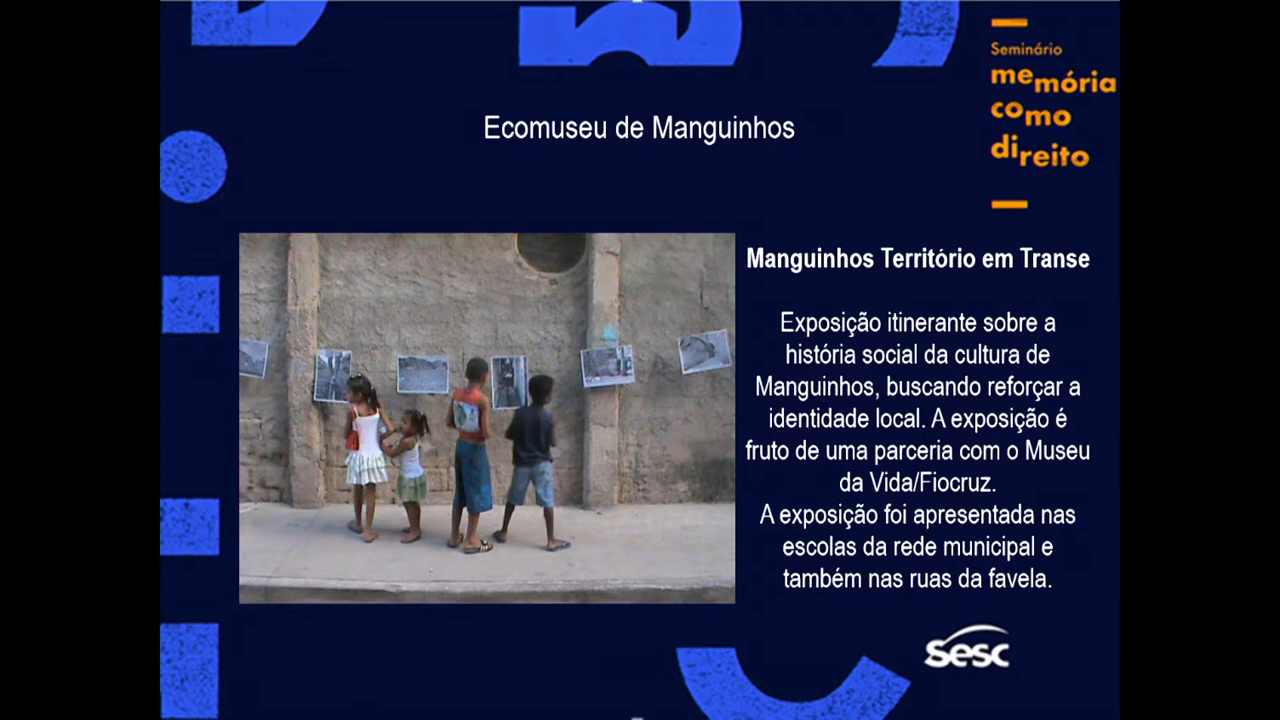 Seminário
memória
como
direito
Ecomuseu de Manguinhos
Manguinhos Território em Transe
Exposição itinerante sobre a
história social da cultura de
Manguinhos, buscando reforçar a
identidade local. A exposição é
fruto de uma parceria com o Museu
da Vida/Fiocruz.
A exposição foi apresentada nas
escolas da rede municipal e
também nas ruas da favela.
Sesc